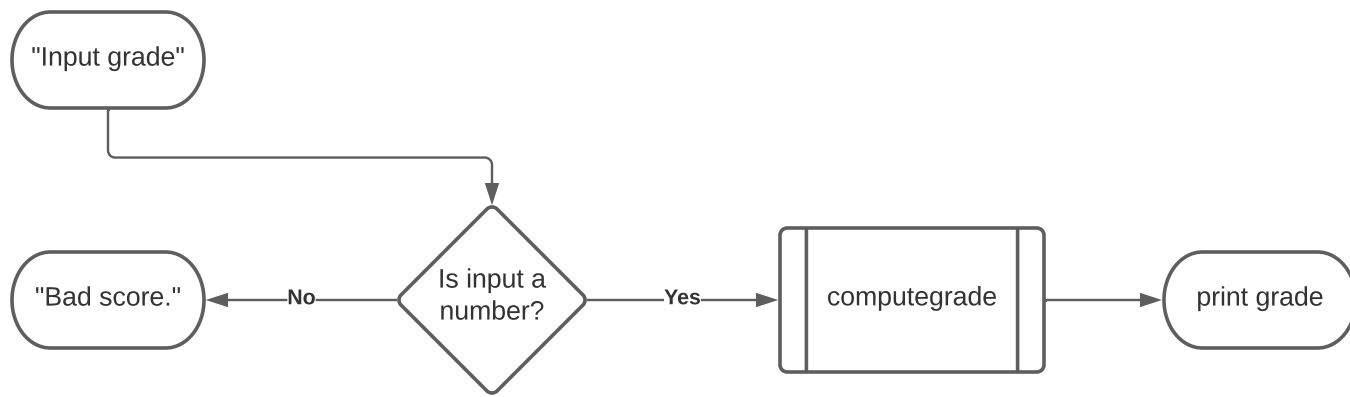 "Input grade"
Is input a
number?
No
"Bad score."
Yes
computegrade
print grade